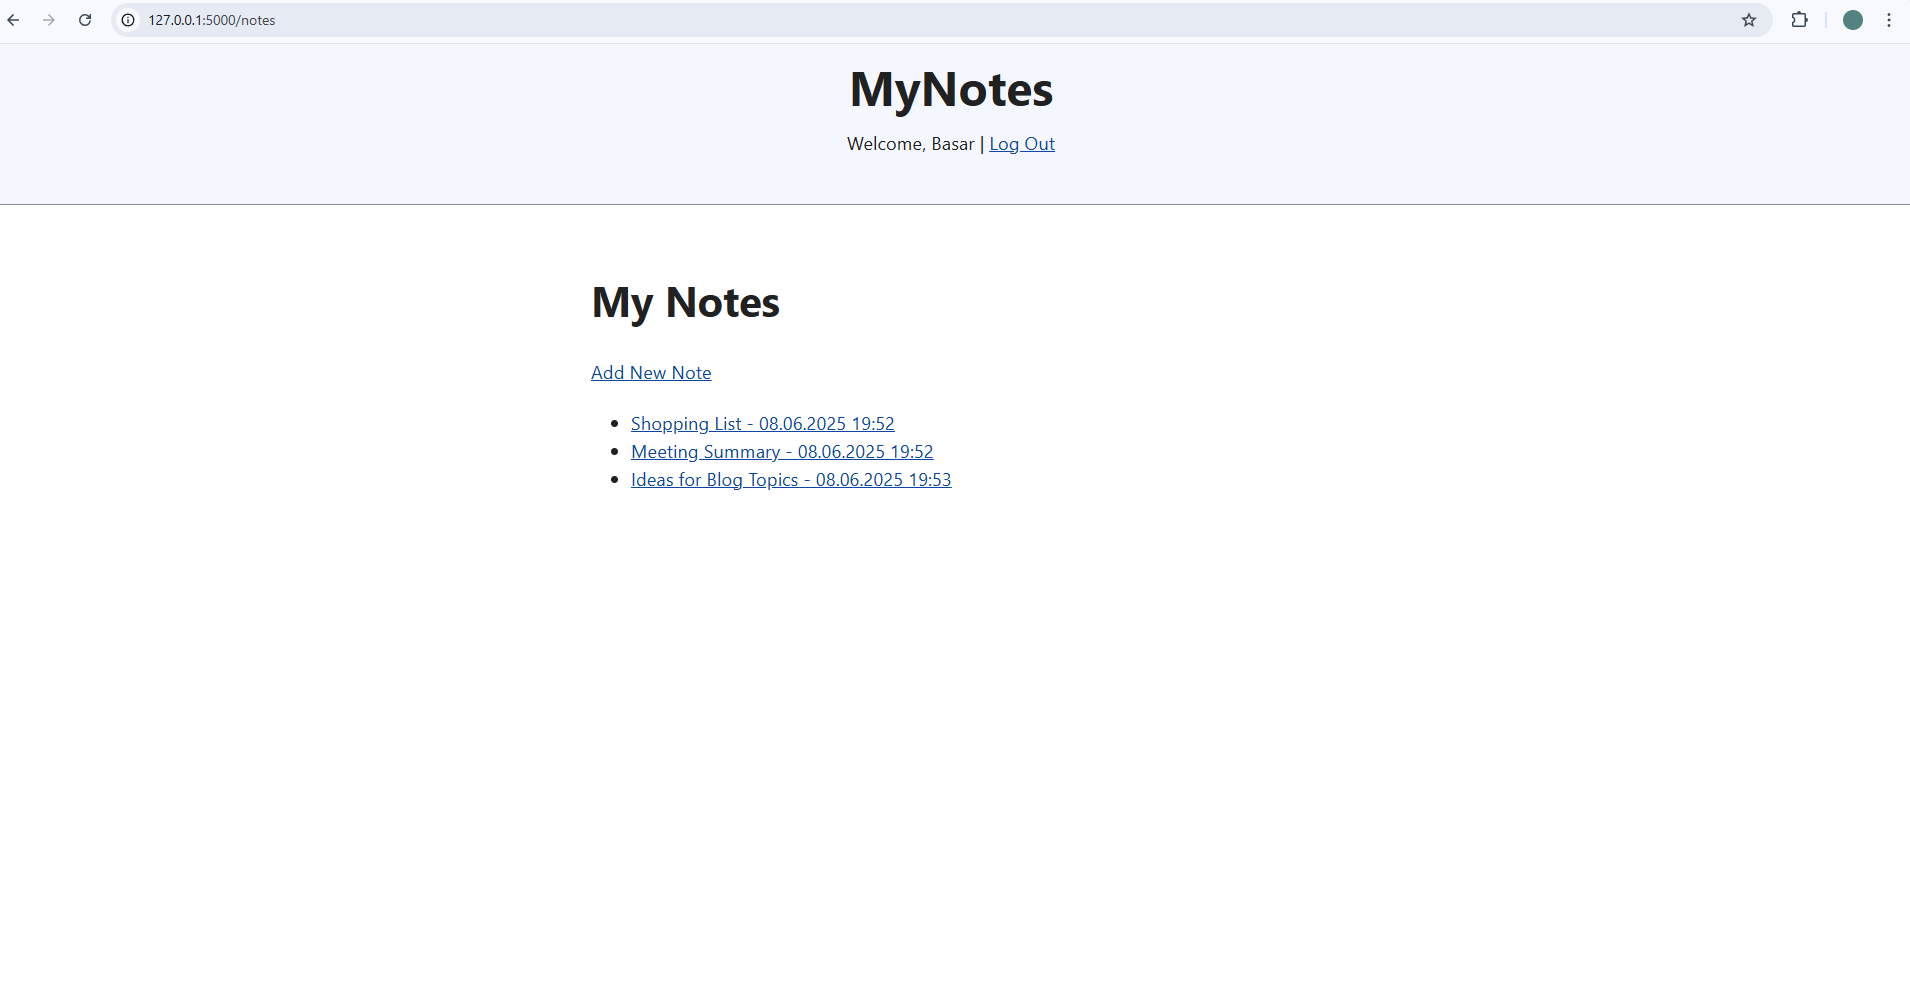 127.0.0.1:5000/notes
MyNotes
Welcome, Basar | Log Out
My Notes
Add New Note
Shopping List - 08.06.2025 19:52
Meeting Summary - 08.06.2025 19:52
Ideas for Blog Topics - 08.06.2025 19:53